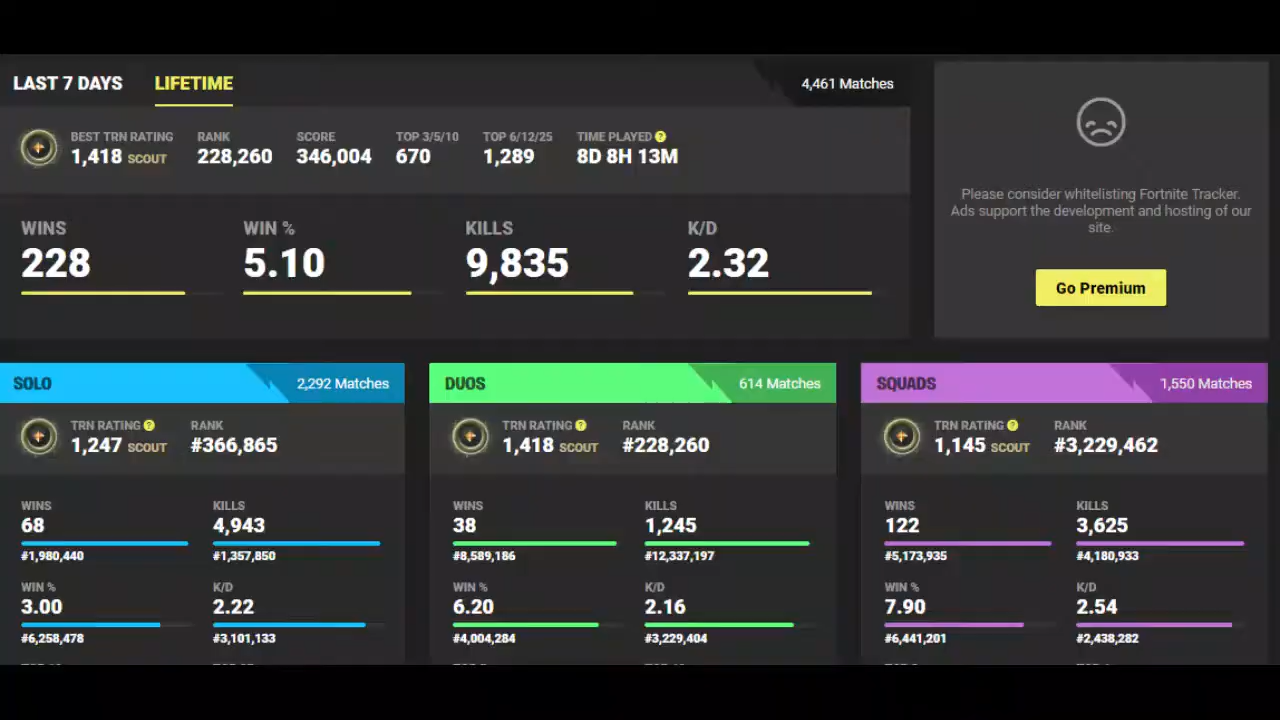 LAST 7 DAYS LIFETIME 4,461 Matches
BEST TRN RATING RANK SCORE TOP 3/5/10 TOP 6/12/25 TIME PLAYED ?
1,418 SCOUT 228,260 346,004 670 1,289 8D 8H 13M
WINS WIN % KILLS K/D
228 5.10 9,835 2.32
Please consider whitelisting Fortnite Tracker.
Ads support the development and hosting of our
site.
Go Premium
SOLO 2,292 Matches
TRN RATING ? RANK
1,247 SCOUT #366,865
WINS KILLS
68 4,943
#1,980,440 #1,357,850
WIN % K/D
3.00 2.22
#6,258,478 #3,101,133
DUOS 614 Matches
TRN RATING ? RANK
1,418 SCOUT #228,260
WINS KILLS
38 1,245
#8,589,186 #12,337,197
WIN % K/D
6.20 2.16
#4,004,284 #3,229,404
SQUADS 1,550 Matches
TRN RATING ? RANK
1,145 SCOUT #3,229,462
WINS KILLS
122 3,625
#5,173,935 #4,180,933
WIN % K/D
7.90 2.54
#6,441,201 #2,438,282